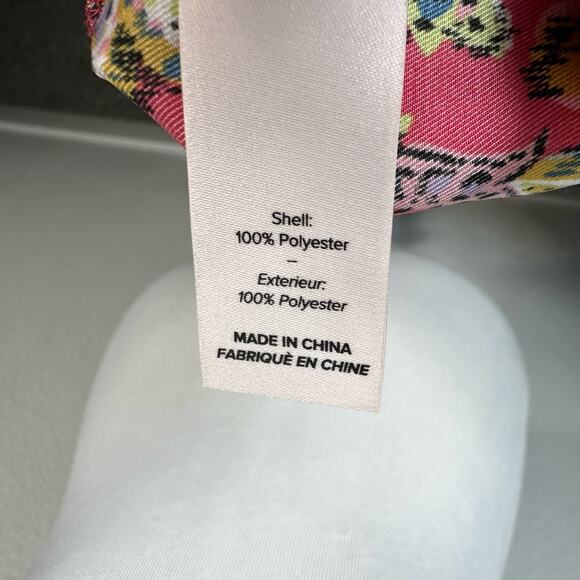 Shell:
100% Polyester
–
Exterieur:
100% Polyester
MADE IN CHINA
FABRIQUÈ EN CHINE